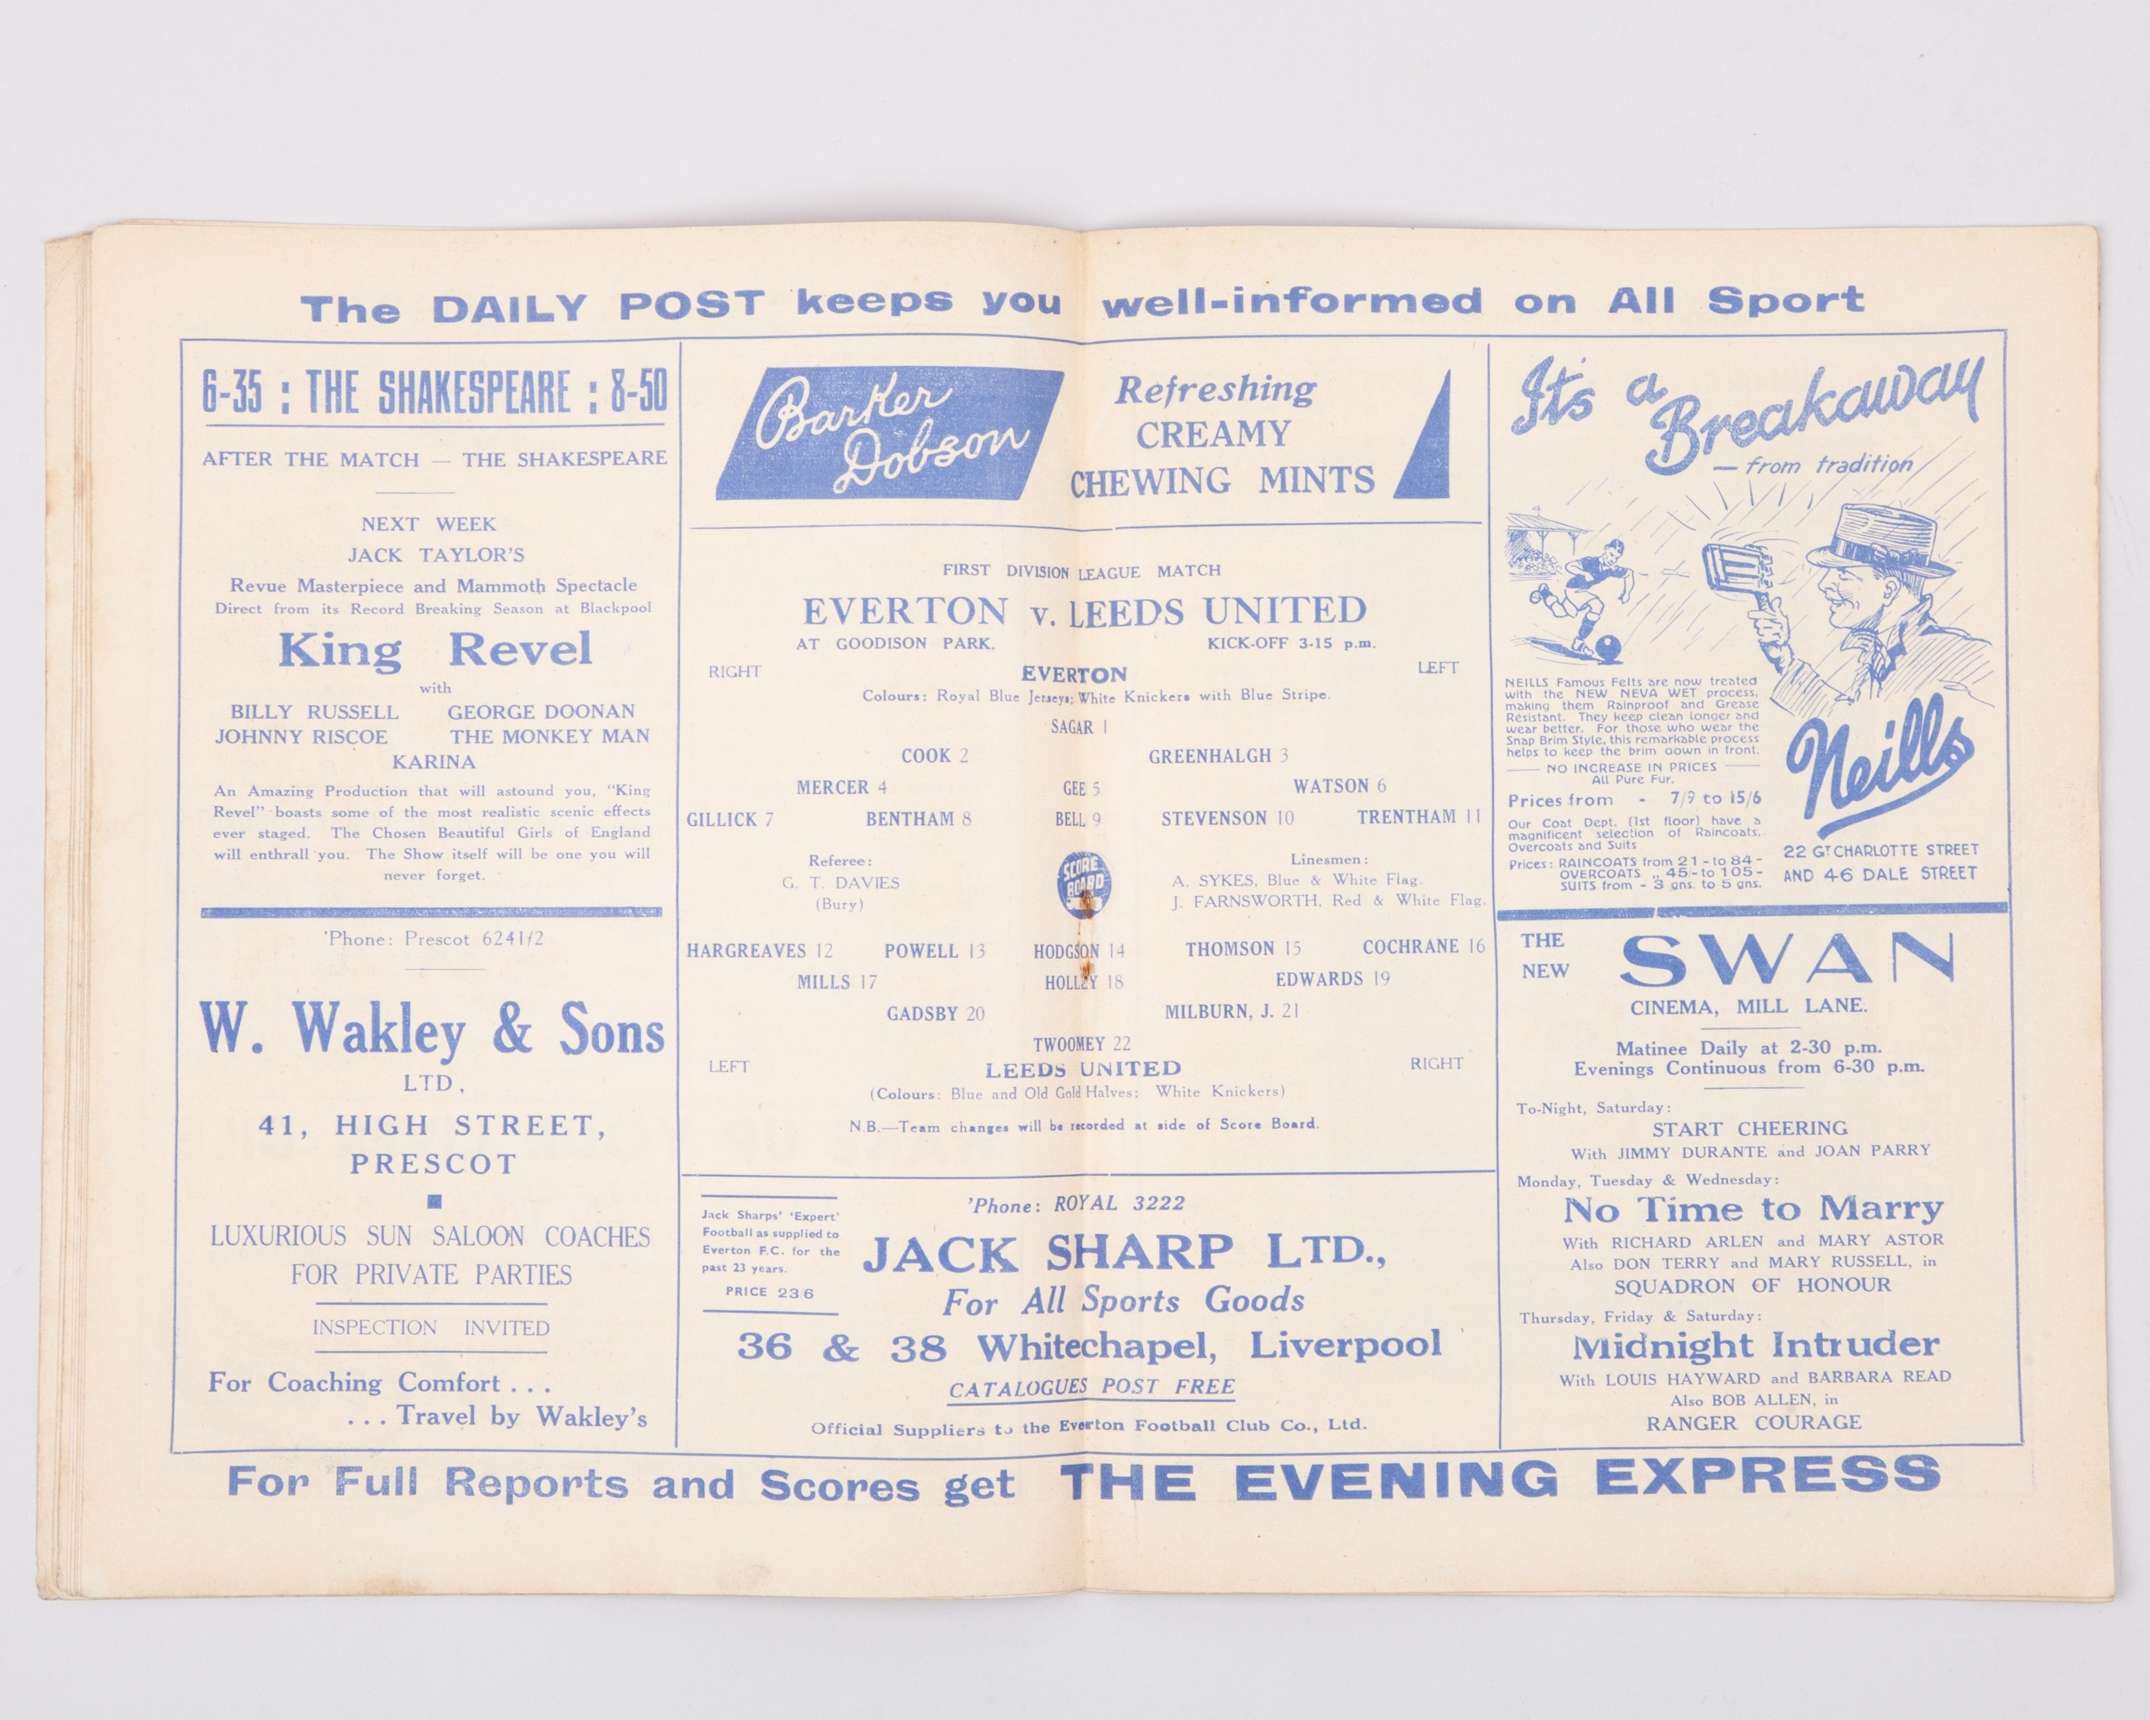 The DAILY POST keeps you well-informed on All Sport
6-35 : THE SHAKESPEARE : 8-50
AFTER THE MATCH — THE SHAKESPEARE
NEXT WEEK
JACK TAYLOR'S
Revue Masterpiece and Mammoth Spectacle
Direct from its Record Breaking Season at Blackpool
King Revel
with
BILLY RUSSELL GEORGE DOONAN
JOHNNY RISCOE THE MONKEY MAN
KARINA
An Amazing Production that will astound you, "King
Revel" boasts some of the most realistic scenic effects
ever staged. The Chosen Beautiful Girls of England
will enthrall you. The Show itself will be one you will
never forget.
'Phone: Prescot 6241/2
W. Wakley & Sons
LTD,
41, HIGH STREET,
PRESCOT
LUXURIOUS SUN SALOON COACHES
FOR PRIVATE PARTIES
INSPECTION INVITED
For Coaching Comfort . . .
. . . Travel by Wakley's
Barker
Dobson
Refreshing
CREAMY
CHEWING MINTS
FIRST DIVISION LEAGUE MATCH
EVERTON v. LEEDS UNITED
AT GOODISON PARK. KICK-OFF 3-15 p.m.
RIGHT EVERTON LEFT
Colours: Royal Blue Jerseys; White Knickers with Blue Stripe.
SAGAR 1
COOK 2 GREENHALGH 3
MERCER 4 GEE 5 WATSON 6
GILLICK 7 BENTHAM 8 BELL 9 STEVENSON 10 TRENTHAM 11
Referee:
G. T. DAVIES
(Bury)
SCORE
BOARD
Linesmen:
A. SYKES, Blue & White Flag.
J. FARNSWORTH, Red & White Flag.
HARGREAVES 12 POWELL 13 HODGSON 14 THOMSON 15 COCHRANE 16
MILLS 17 HOLLEY 18 EDWARDS 19
GADSBY 20 MILBURN, J. 21
TWOOMEY 22
LEFT LEEDS UNITED RIGHT
(Colours: Blue and Old Gold Halves; White Knickers)
N.B.—Team changes will be recorded at side of Score Board.
Jack Sharps' 'Expert'
Football as supplied to
Everton F.C. for the
past 23 years.
PRICE 23 6
'Phone: ROYAL 3222
JACK SHARP LTD.,
For All Sports Goods
36 & 38 Whitechapel, Liverpool
CATALOGUES POST FREE
Official Suppliers to the Everton Football Club Co., Ltd.
It's a
Breakaway
— from tradition
NEILLS Famous Felts are now treated
with the NEW NEVA WET process,
making them Rainproof and Grease
Resistant. They keep clean longer and
wear better. For those who wear the
Snap Brim Style, this remarkable process
helps to keep the brim down in front.
NO INCREASE IN PRICES
All Pure Fur.
Prices from - 7/9 to 15/6
Our Coat Dept. (1st floor) have a
magnificent selection of Raincoats,
Overcoats and Suits
Prices: RAINCOATS from 21 - to 84 -
OVERCOATS ,, 45/- to 105 -
SUITS from - 3 gns. to 5 gns.
Neills
22 GT CHARLOTTE STREET
AND 46 DALE STREET
THE
NEW
SWAN
CINEMA, MILL LANE.
Matinee Daily at 2-30 p.m.
Evenings Continuous from 6-30 p.m.
To-Night, Saturday:
START CHEERING
With JIMMY DURANTE and JOAN PARRY
Monday, Tuesday & Wednesday:
No Time to Marry
With RICHARD ARLEN and MARY ASTOR
Also DON TERRY and MARY RUSSELL, in
SQUADRON OF HONOUR
Thursday, Friday & Saturday:
Midnight Intruder
With LOUIS HAYWARD and BARBARA READ
Also BOB ALLEN, in
RANGER COURAGE
For Full Reports and Scores get THE EVENING EXPRESS